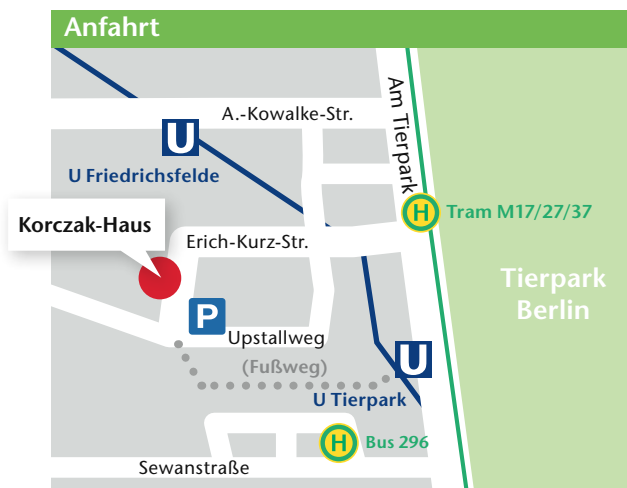 Anfahrt
A.-Kowalke-Str.
Am Tierpark
U
U Friedrichsfelde
H
Tram M17/27/37
Korczak-Haus
Erich-Kurz-Str.
Tierpark
Berlin
P
Upstallweg
(Fußweg)
U
U Tierpark
H
Bus 296
Sewanstraße